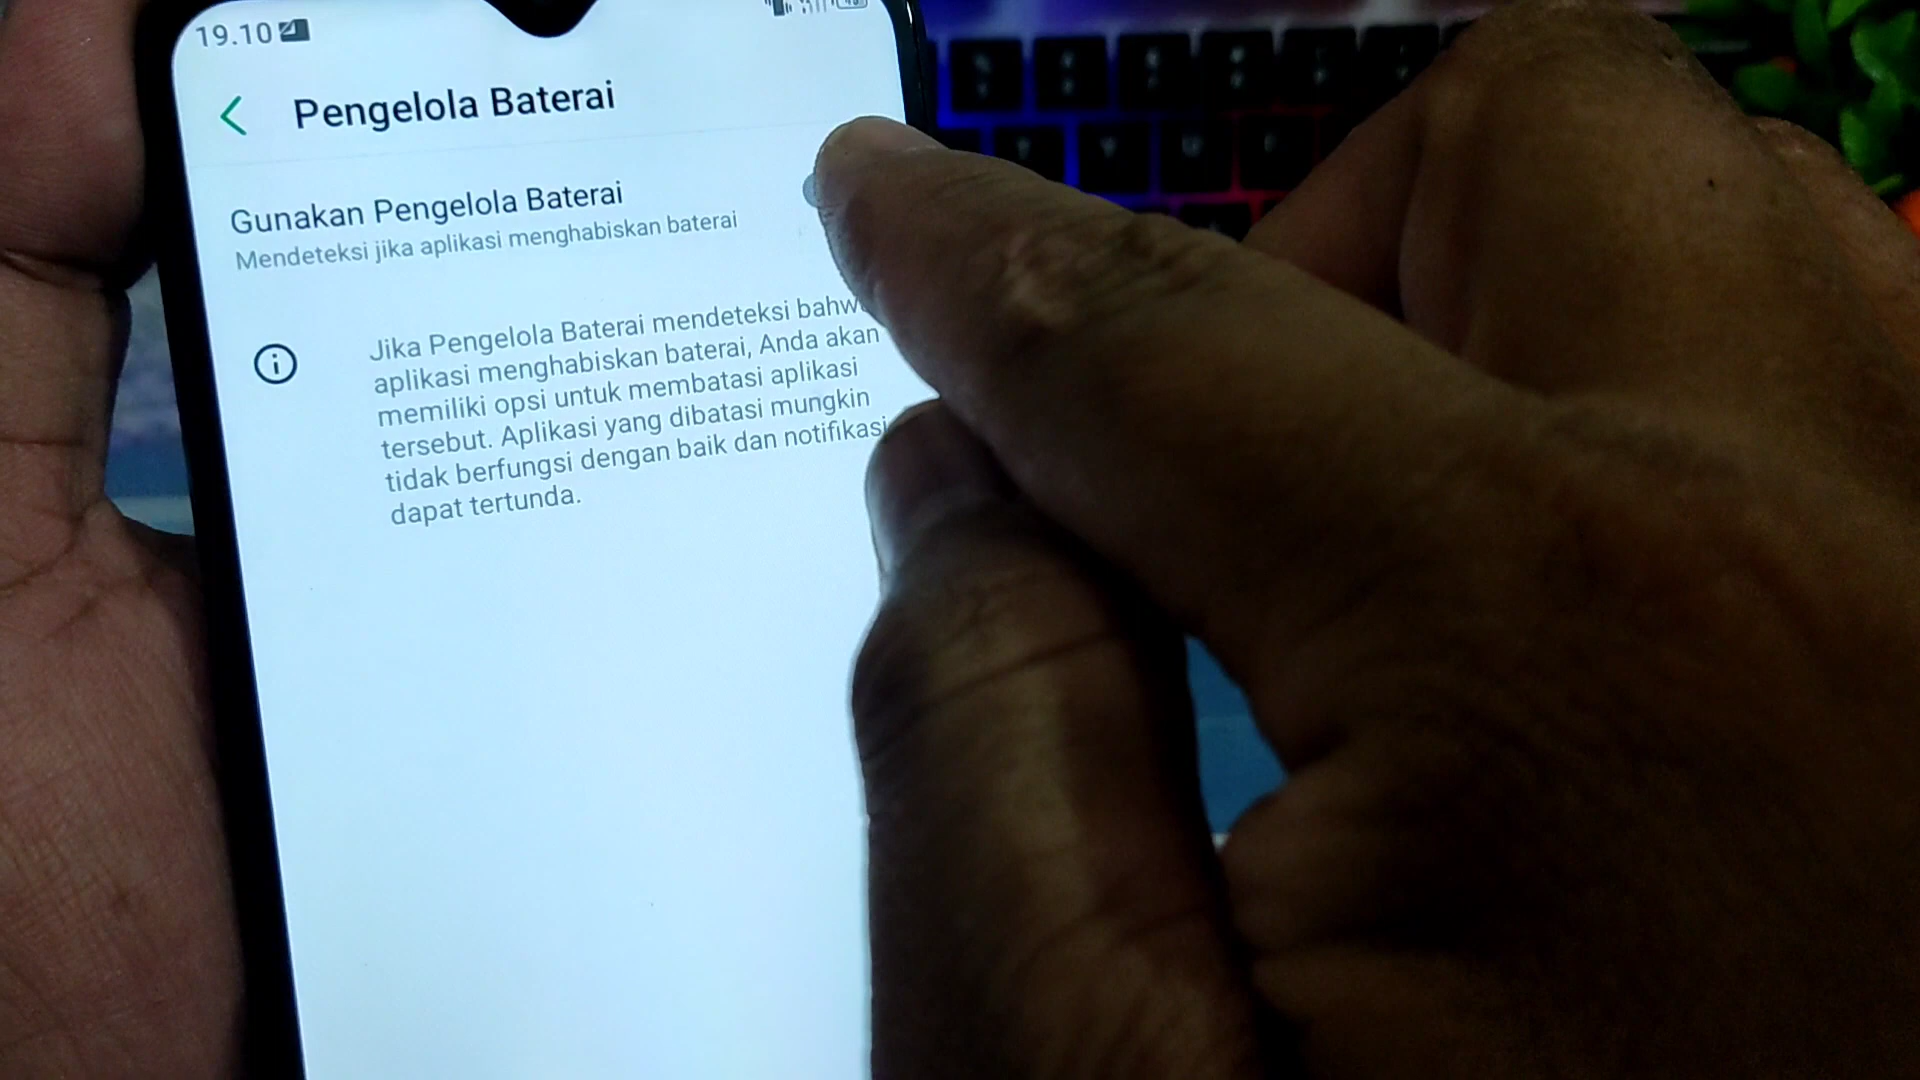 19.10
Pengelola Baterai
Gunakan Pengelola Baterai
Mendeteksi jika aplikasi menghabiskan baterai
Jika Pengelola Baterai mendeteksi bahwa
aplikasi menghabiskan baterai, Anda akan
memiliki opsi untuk membatasi aplikasi
tersebut. Aplikasi yang dibatasi mungkin
tidak berfungsi dengan baik dan notifikasi
dapat tertunda.